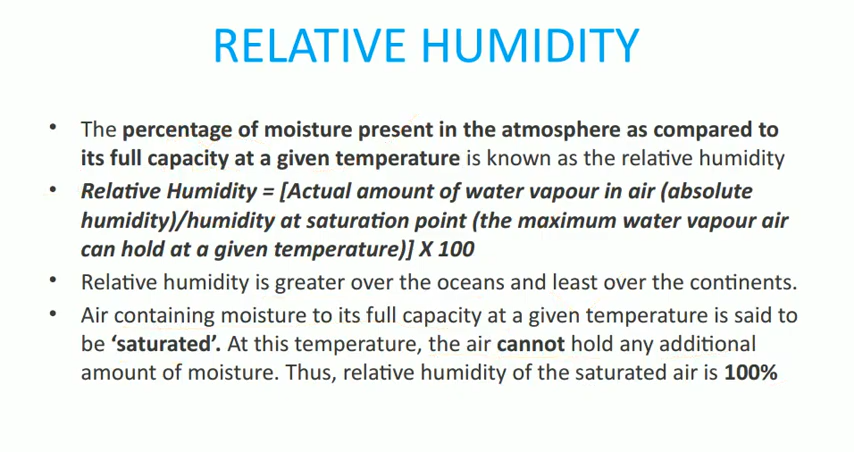 RELATIVE HUMIDITY
• The percentage of moisture present in the atmosphere as compared to
its full capacity at a given temperature is known as the relative humidity
• Relative Humidity = [Actual amount of water vapour in air (absolute
humidity)/humidity at saturation point (the maximum water vapour air
can hold at a given temperature)] X 100
• Relative humidity is greater over the oceans and least over the continents.
• Air containing moisture to its full capacity at a given temperature is said to
be ‘saturated’. At this temperature, the air cannot hold any additional
amount of moisture. Thus, relative humidity of the saturated air is 100%